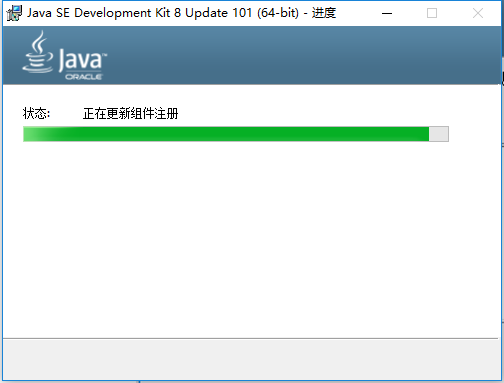 Java SE Development Kit 8 Update 101 (64-bit) - 进度
Java™
ORACLE
状态: 正在更新组件注册